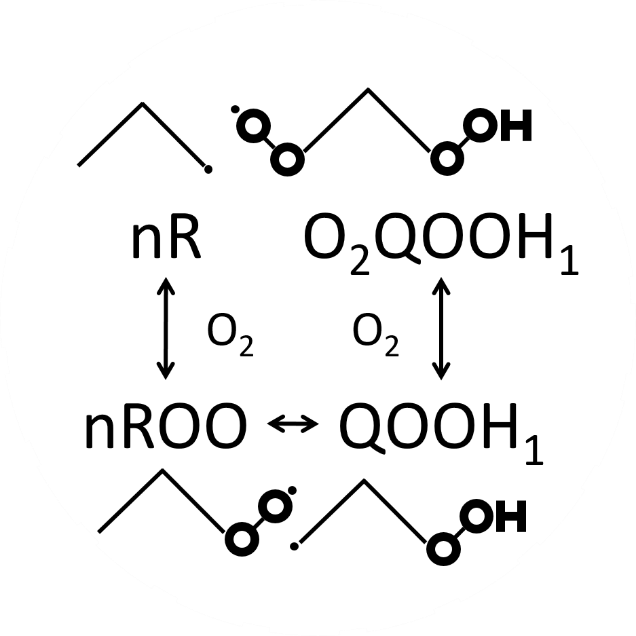 ·O O O OH
nR O₂QOOH₁
O₂ O₂
nROO QOOH₁
O O· · O OH